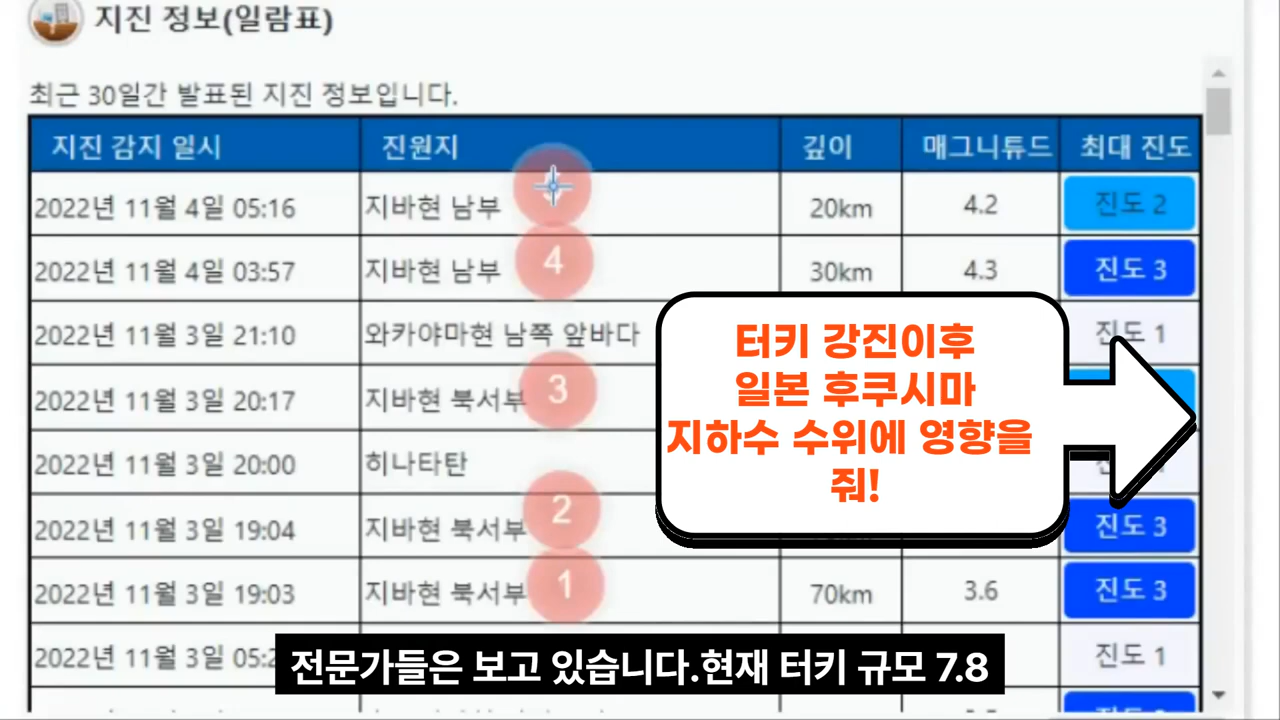 지진 정보(일람표)
최근 30일간 발표된 지진 정보입니다.
지진 감지 일시 진원지 깊이 매그니튜드 최대 진도
2022년 11월 4일 05:16 지바현 남부 20km 4.2 진도 2
2022년 11월 4일 03:57 지바현 남부 4 30km 4.3 진도 3
2022년 11월 3일 21:10 와카야마현 남쪽 앞바다 진도 1
2022년 11월 3일 20:17 지바현 북서부 3
2022년 11월 3일 20:00 히나타탄
2022년 11월 3일 19:04 지바현 북서부 2 진도 3
2022년 11월 3일 19:03 지바현 북서부 1 70km 3.6 진도 3
2022년 11월 3일 진도 1
터키 강진이후
일본 후쿠시마
지하수 수위에 영향을
줘!
전문가들은 보고 있습니다.현재 터키 규모 7.8